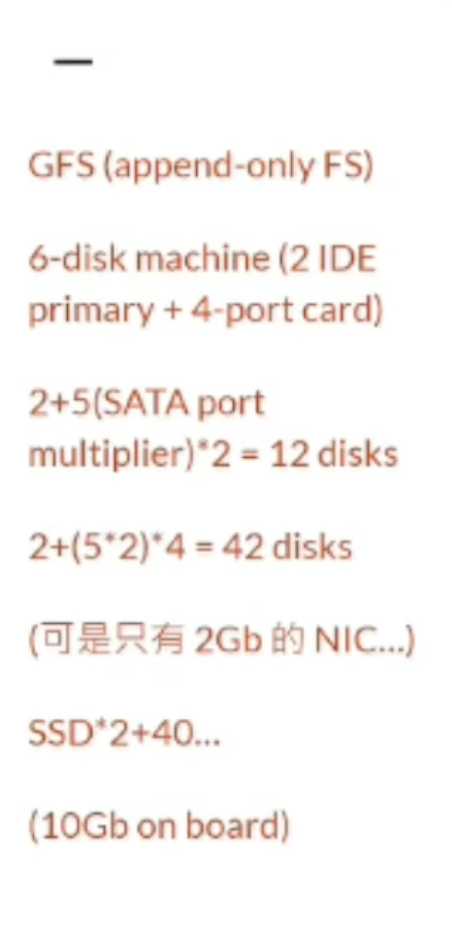 GFS (append-only FS)
6-disk machine (2 IDE
primary + 4-port card)
2+5(SATA port
multiplier)*2 = 12 disks
2+(5*2)*4 = 42 disks
(可是只有 2Gb 的 NIC...)
SSD*2+40...
(10Gb on board)